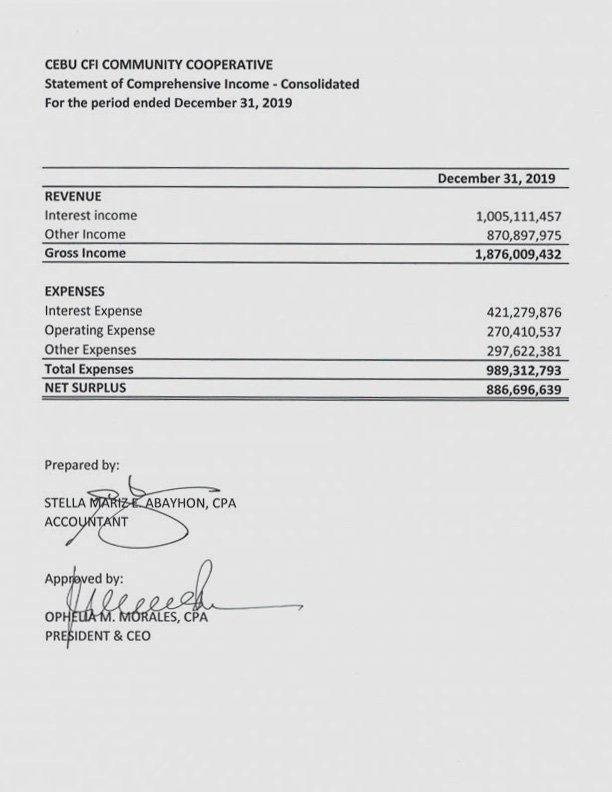 CEBU CFI COMMUNITY COOPERATIVE
Statement of Comprehensive Income - Consolidated
For the period ended December 31, 2019
December 31, 2019
REVENUE
Interest income 1,005,111,457
Other Income 870,897,975
Gross Income 1,876,009,432
EXPENSES
Interest Expense 421,279,876
Operating Expense 270,410,537
Other Expenses 297,622,381
Total Expenses 989,312,793
NET SURPLUS 886,696,639
Prepared by:
STELLA MARIZ E. ABAYHON, CPA
ACCOUNTANT
Approved by:
OPHELIA M. MORALES, CPA
PRESIDENT & CEO